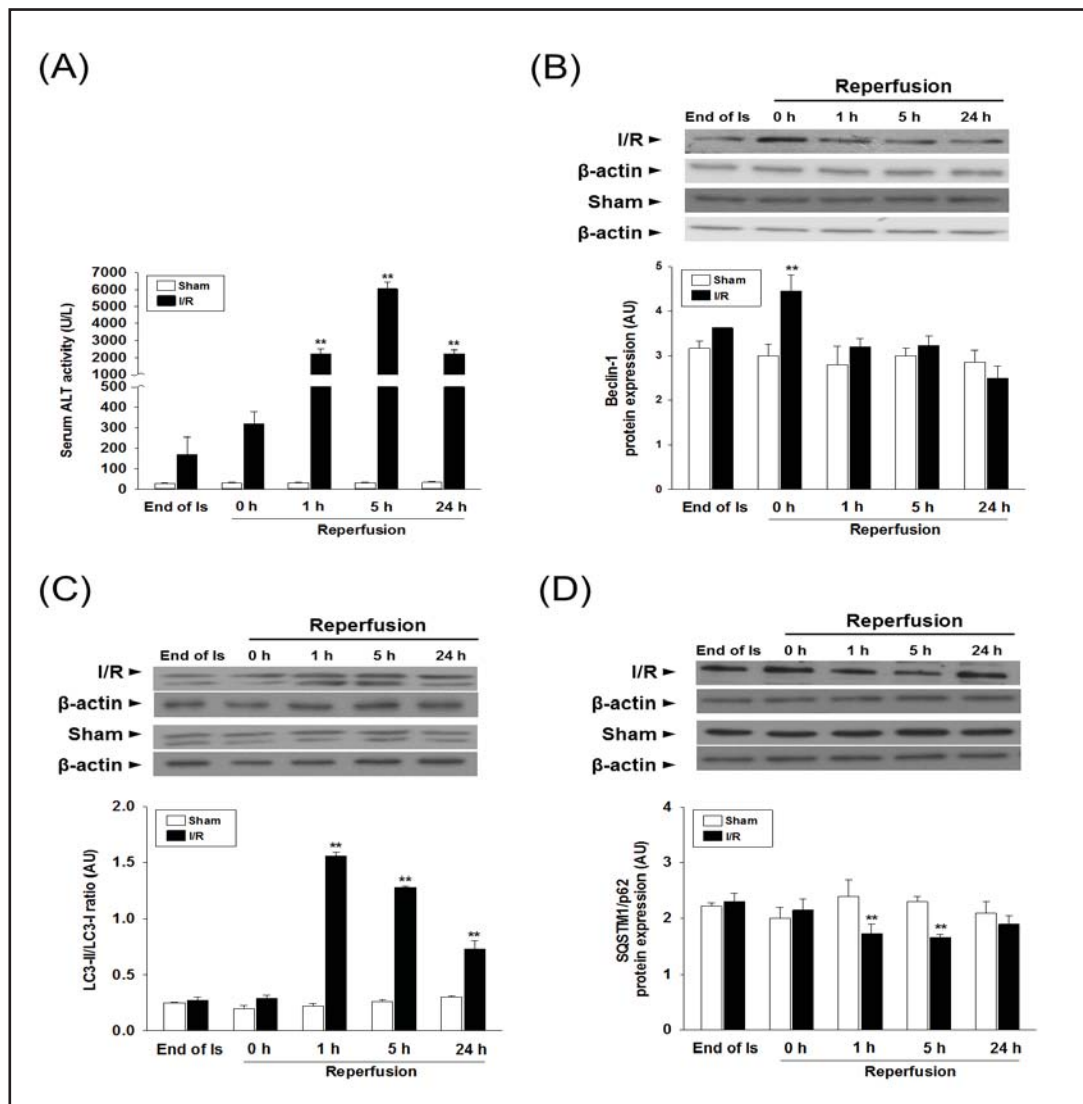 (A)
Serum ALT activity (U/L)
7000
6000
5000
4000
3000
2000
1000
500
400
300
200
100
0
Sham
I/R
**
**
**
End of Is 0 h 1 h 5 h 24 h
Reperfusion
(B)
Reperfusion
End of Is 0 h 1 h 5 h 24 h
I/R ►
β-actin ►
Sham ►
β-actin ►
Beclin-1
protein expression (AU)
5
4
3
2
1
0
Sham
I/R
**
End of Is 0 h 1 h 5 h 24 h
Reperfusion
(C)
Reperfusion
End of Is 0 h 1 h 5 h 24 h
I/R ►
β-actin ►
Sham ►
β-actin ►
LC3-II/LC3-I ratio (AU)
2.0
1.5
1.0
0.5
0.0
Sham
I/R
**
**
**
End of Is 0 h 1 h 5 h 24 h
Reperfusion
(D)
Reperfusion
End of Is 0 h 1 h 5 h 24 h
I/R ►
β-actin ►
Sham ►
β-actin ►
SQSTM1/p62
protein expression (AU)
4
3
2
1
0
Sham
I/R
**
**
End of Is 0 h 1 h 5 h 24 h
Reperfusion